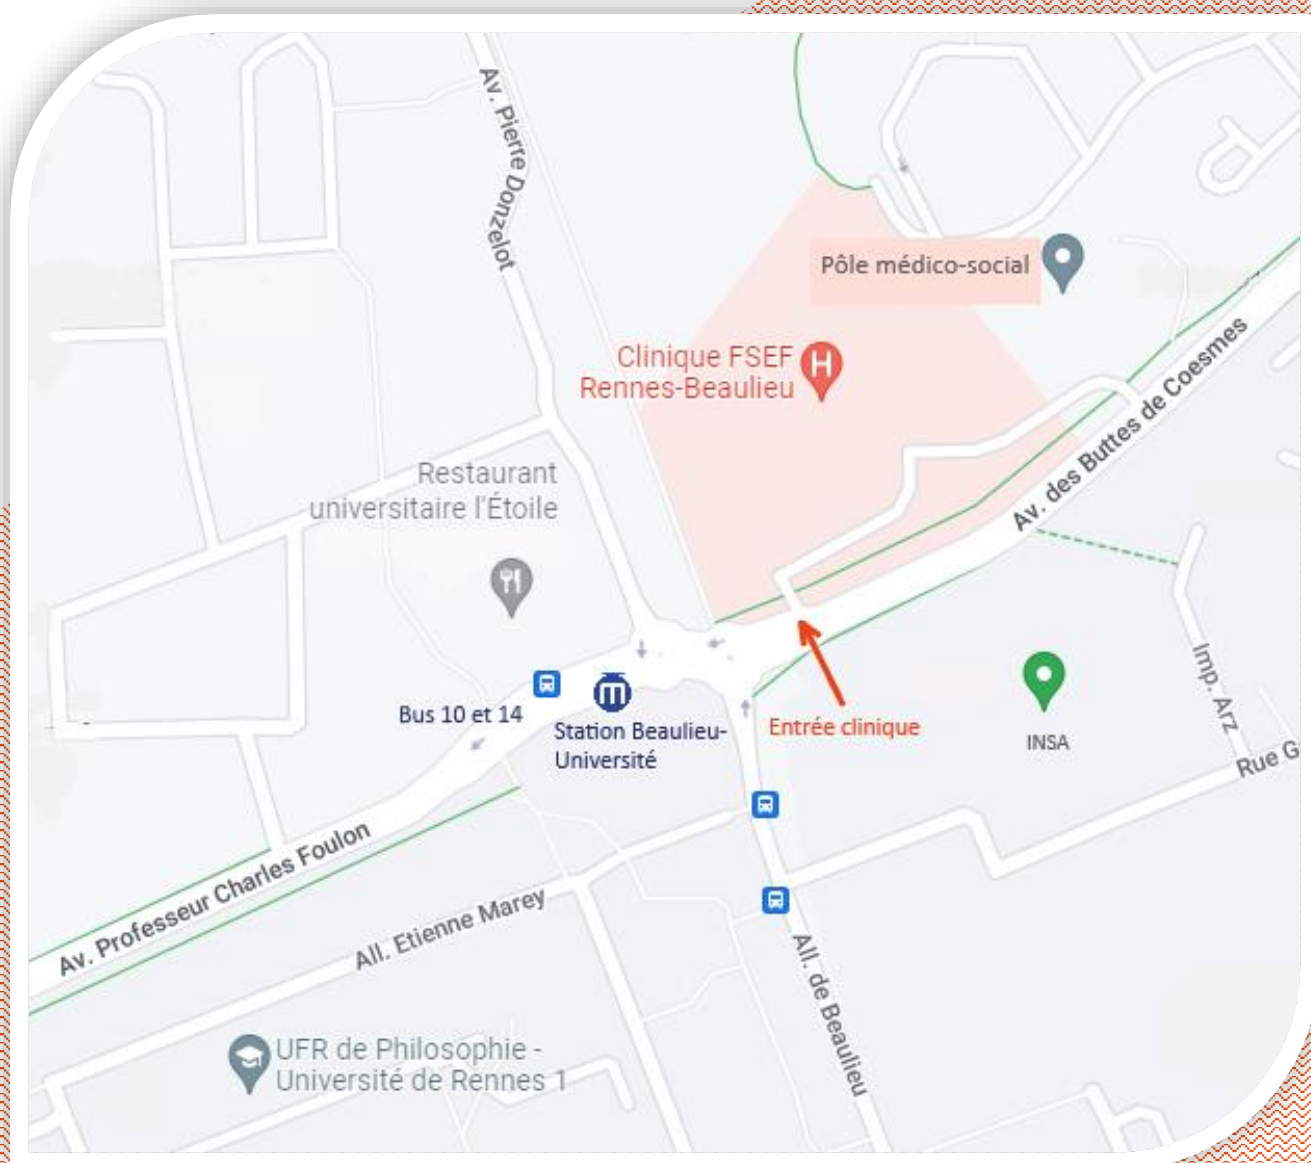 Av. Pierre Donzelot
Pôle médico-social
Clinique FSEF
Rennes-Beaulieu
H
Av. des Buttes de Coesmes
Restaurant
universitaire l'Étoile
Imp. Arz
Bus 10 et 14
m
Station Beaulieu-
Université
Entrée clinique
INSA
Rue G
Av. Professeur Charles Foulon
All. Etienne Marey
All. de Beaulieu
UFR de Philosophie -
Université de Rennes 1